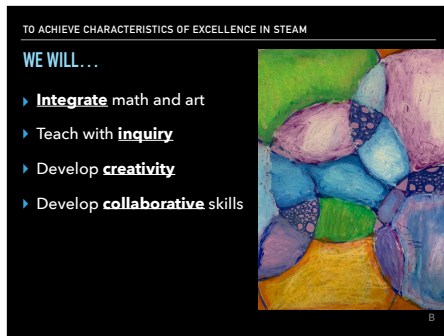 TO ACHIEVE CHARACTERISTICS OF EXCELLENCE IN STEAM
WE WILL...
Integrate math and art
Teach with inquiry
Develop creativity
Develop collaborative skills
B